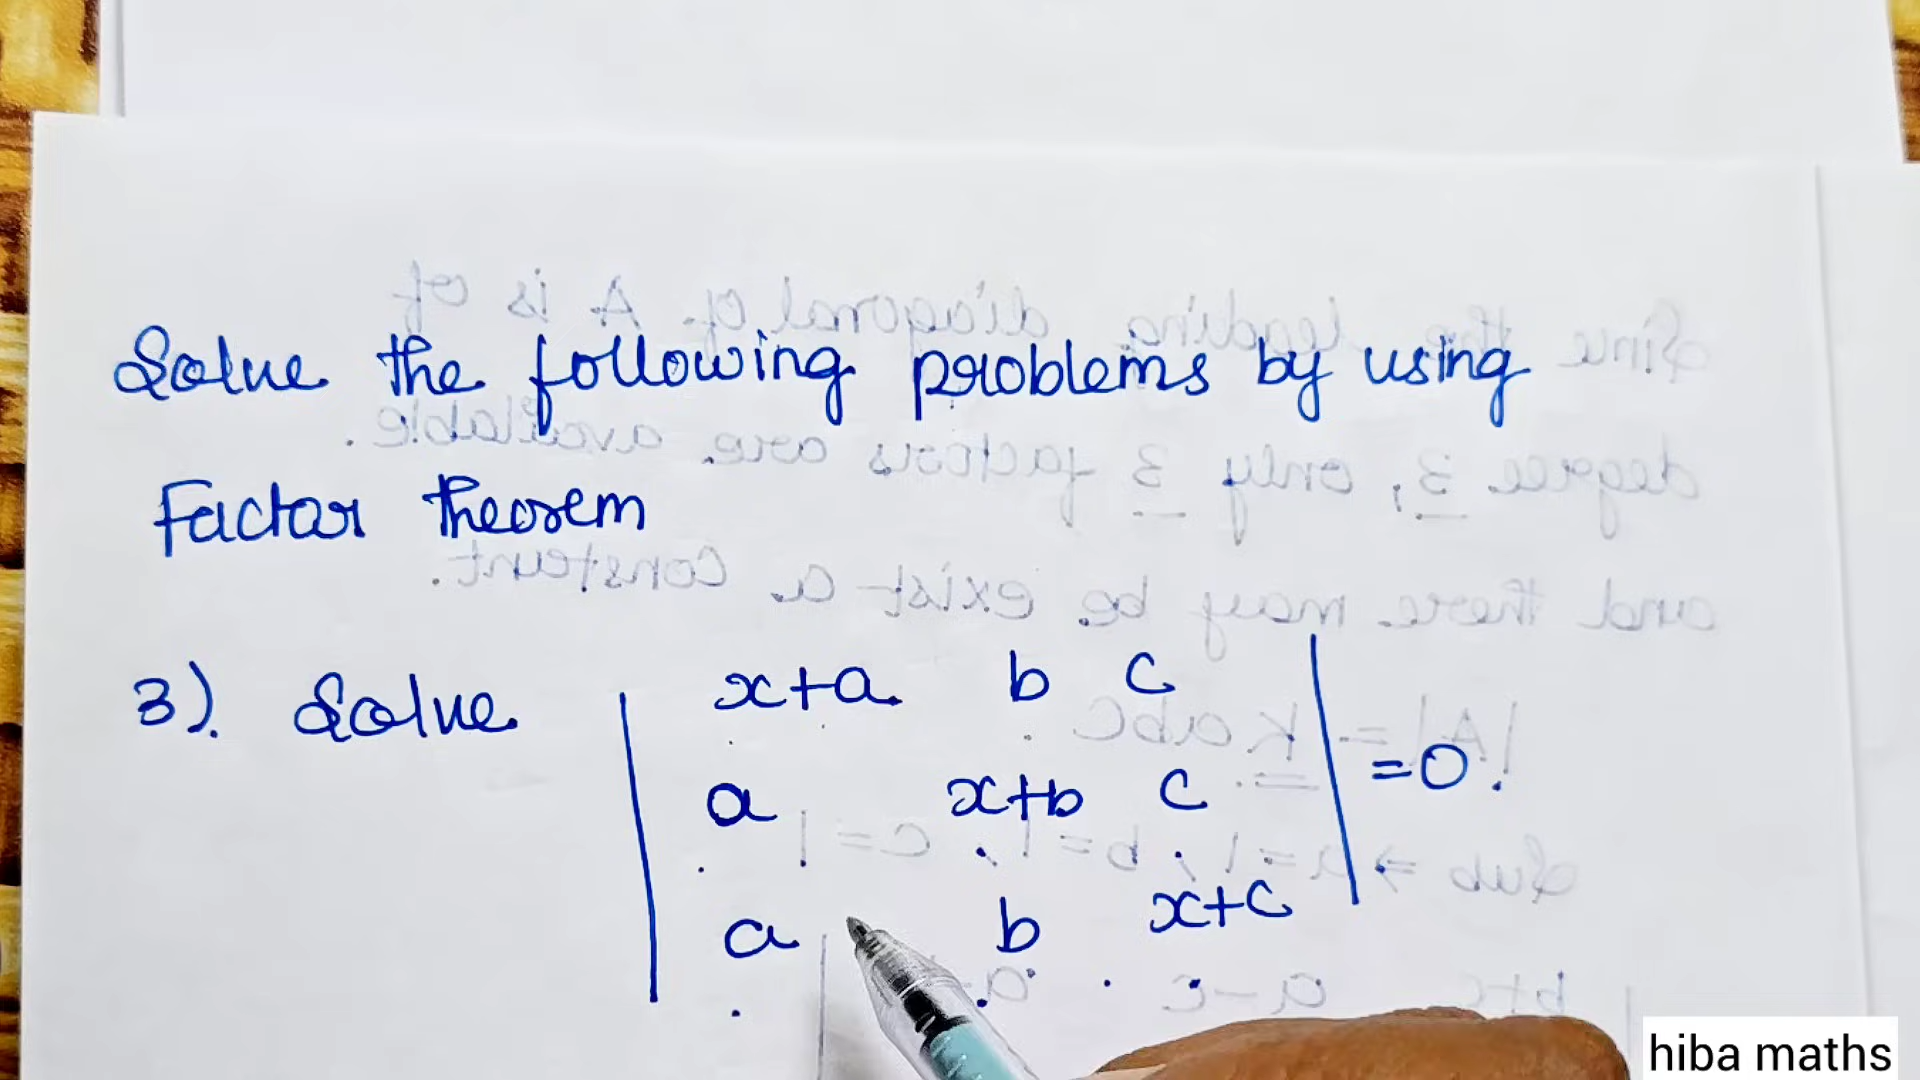 Solve the following problems by using
Factor theorem
3). Solve | x+a b c |
| a x+b c | =0.
| a b x+c |
hiba maths